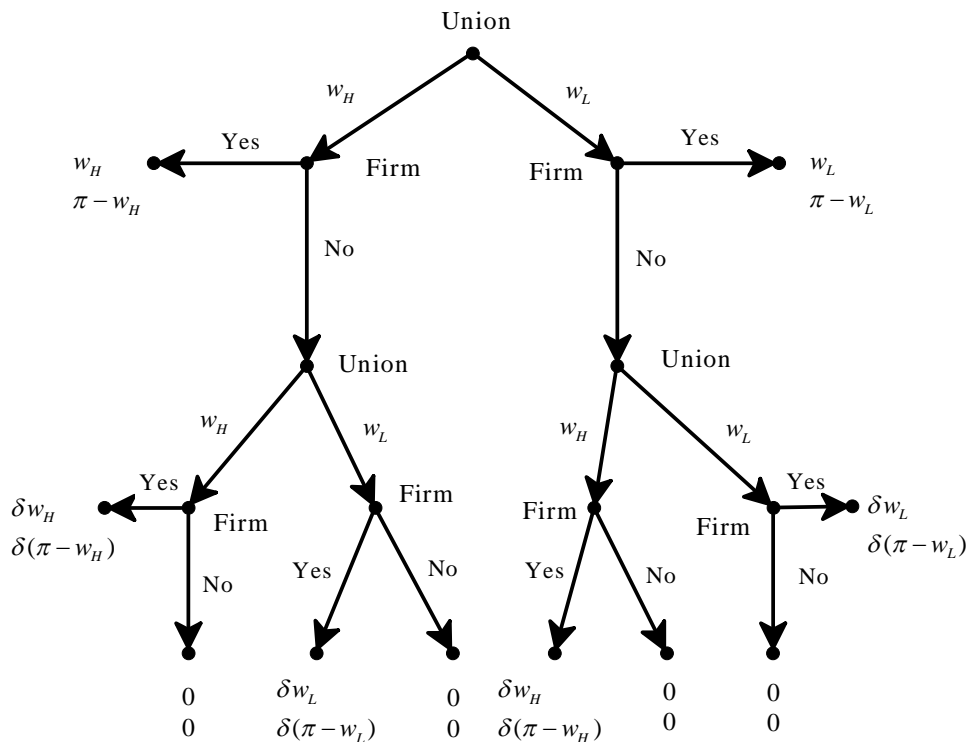 Union
w_H
w_L
Yes
Yes
w_H
π − w_H
Firm
Firm
w_L
π − w_L
No
No
Union
Union
w_H
w_L
w_H
w_L
Yes
Firm
Yes
δw_H
δ(π − w_H)
Firm
Firm
Firm
δw_L
δ(π − w_L)
No
Yes
No
Yes
No
No
0
0
δw_L
δ(π − w_L)
0
0
δw_H
δ(π − w_H)
0
0
0
0